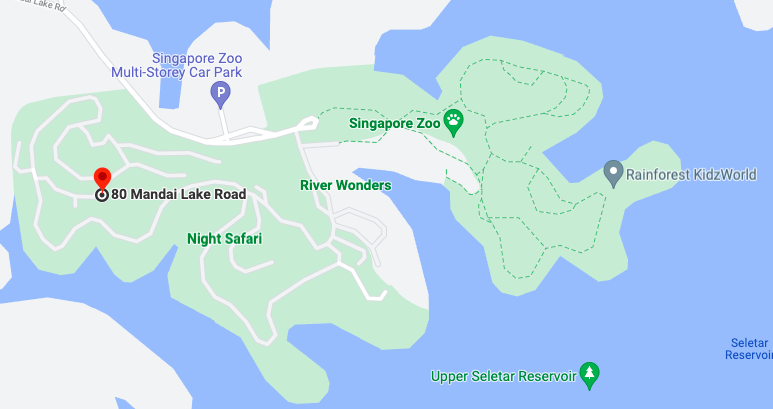 Lake Rd
Singapore Zoo
Multi-Storey Car Park
P
Singapore Zoo
River Wonders
Rainforest KidzWorld
80 Mandai Lake Road
Night Safari
Seletar
Reservoir
Upper Seletar Reservoir